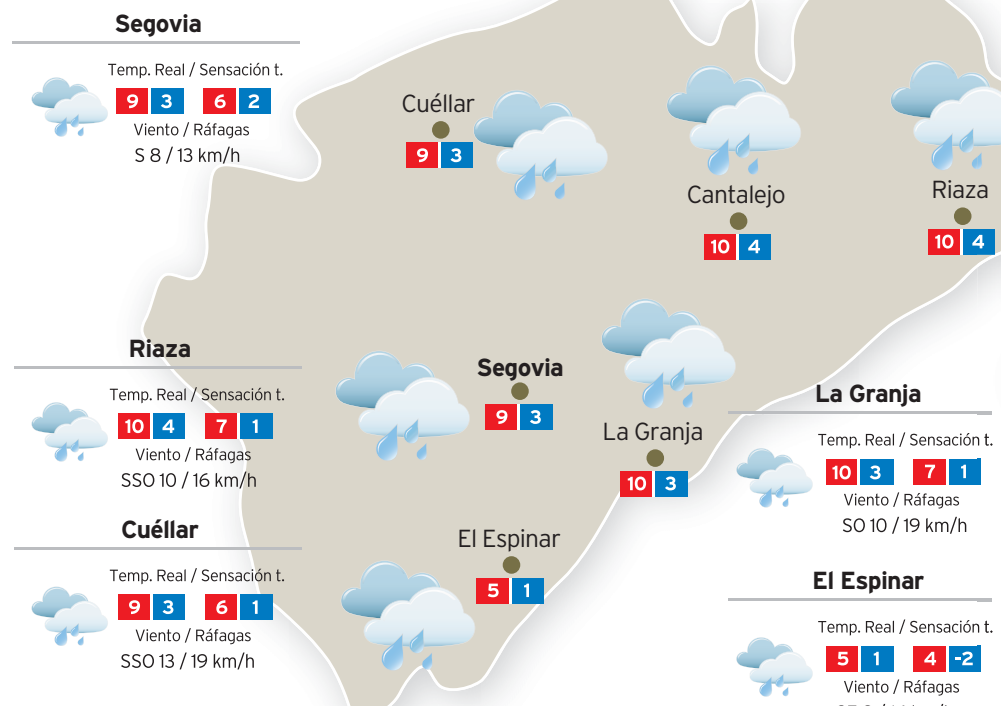 Segovia
Temp. Real / Sensación t.
9 3 6 2
Viento / Ráfagas
S 8 / 13 km/h
Cuéllar
9 3
Cantalejo
10 4
Riaza
10 4
Riaza
Temp. Real / Sensación t.
10 4 7 1
Viento / Ráfagas
SSO 10 / 16 km/h
Segovia
9 3
La Granja
10 3
La Granja
Temp. Real / Sensación t.
10 3 7 1
Viento / Ráfagas
SO 10 / 19 km/h
Cuéllar
Temp. Real / Sensación t.
9 3 6 1
Viento / Ráfagas
SSO 13 / 19 km/h
El Espinar
5 1
El Espinar
Temp. Real / Sensación t.
5 1 4 -2
Viento / Ráfagas